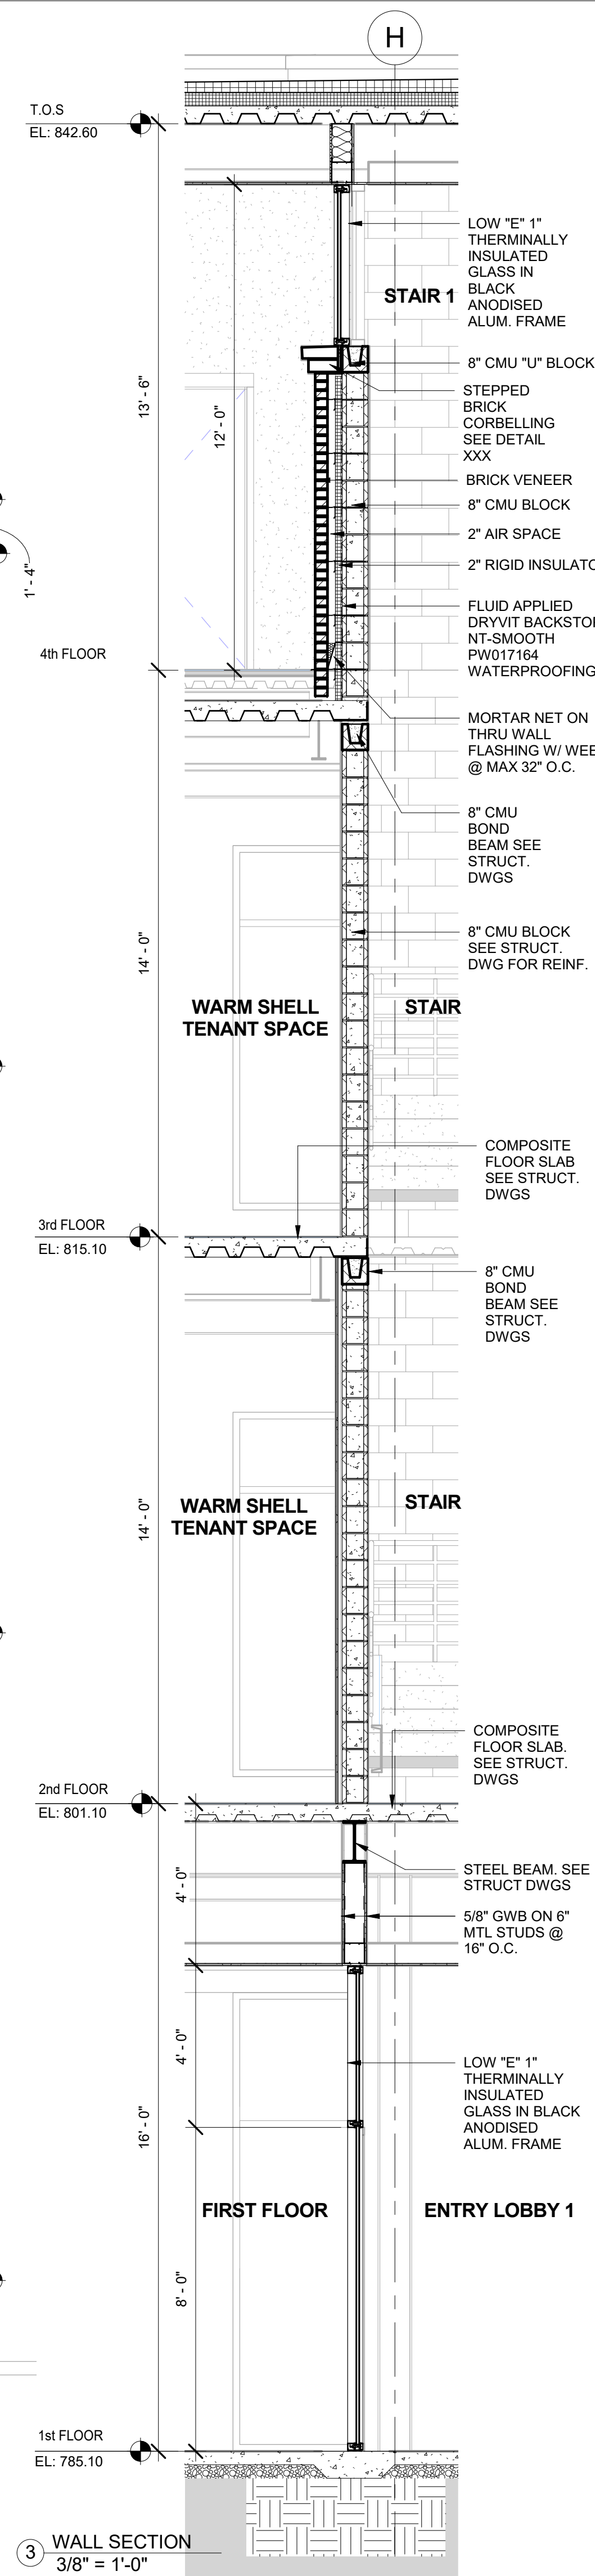 H
T.O.S
EL: 842.60
LOW "E" 1"
THERMINALLY
INSULATED
GLASS IN
BLACK
ANODISED
ALUM. FRAME
STAIR 1
8" CMU "U" BLOCK
STEPPED
BRICK
CORBELLING
SEE DETAIL
XXX
13' - 6"
12' - 0"
BRICK VENEER
8" CMU BLOCK
2" AIR SPACE
2" RIGID INSULATO
1' - 4"
FLUID APPLIED
DRYVIT BACKSTOP
NT-SMOOTH
PW017164
WATERPROOFING
4th FLOOR
MORTAR NET ON
THRU WALL
FLASHING W/ WEE
@ MAX 32" O.C.
8" CMU
BOND
BEAM SEE
STRUCT.
DWGS
14' - 0"
8" CMU BLOCK
SEE STRUCT.
DWG FOR REINF.
WARM SHELL
TENANT SPACE
STAIR
COMPOSITE
FLOOR SLAB
SEE STRUCT.
DWGS
3rd FLOOR
EL: 815.10
8" CMU
BOND
BEAM SEE
STRUCT.
DWGS
14' - 0"
WARM SHELL
TENANT SPACE
STAIR
COMPOSITE
FLOOR SLAB.
SEE STRUCT.
DWGS
2nd FLOOR
EL: 801.10
STEEL BEAM. SEE
STRUCT DWGS
4' - 0"
5/8" GWB ON 6"
MTL STUDS @
16" O.C.
4' - 0"
LOW "E" 1"
THERMINALLY
INSULATED
GLASS IN BLACK
ANODISED
ALUM. FRAME
16' - 0"
FIRST FLOOR
ENTRY LOBBY 1
8' - 0"
1st FLOOR
EL: 785.10
3
WALL SECTION
3/8" = 1'-0"